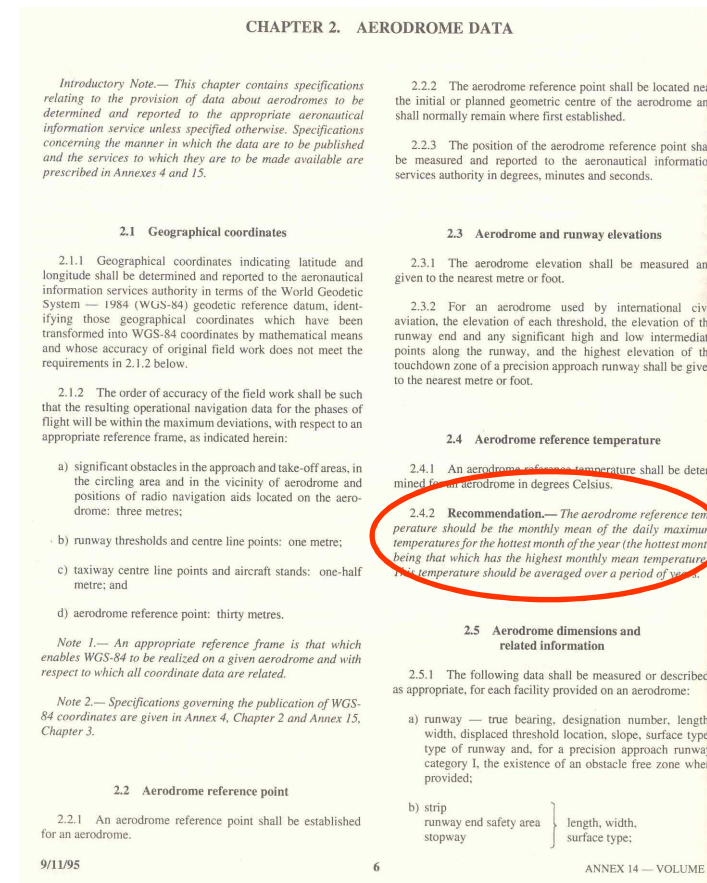 CHAPTER 2. AERODROME DATA
Introductory Note.— This chapter contains specifications
relating to the provision of data about aerodromes to be
determined and reported to the appropriate aeronautical
information service unless specified otherwise. Specifications
concerning the manner in which the data are to be published
and the services to which they are to be made available are
prescribed in Annexes 4 and 15.
2.1 Geographical coordinates
2.1.1 Geographical coordinates indicating latitude and
longitude shall be determined and reported to the aeronautical
information services authority in terms of the World Geodetic
System — 1984 (WGS-84) geodetic reference datum, ident-
ifying those geographical coordinates which have been
transformed into WGS-84 coordinates by mathematical means
and whose accuracy of original field work does not meet the
requirements in 2.1.2 below.
2.1.2 The order of accuracy of the field work shall be such
that the resulting operational navigation data for the phases of
flight will be within the maximum deviations, with respect to an
appropriate reference frame, as indicated herein:
a) significant obstacles in the approach and take-off areas, in
the circling area and in the vicinity of aerodrome and
positions of radio navigation aids located on the aero-
drome: three metres;
b) runway thresholds and centre line points: one metre;
c) taxiway centre line points and aircraft stands: one-half
metre; and
d) aerodrome reference point: thirty metres.
Note 1.— An appropriate reference frame is that which
enables WGS-84 to be realized on a given aerodrome and with
respect to which all coordinate data are related.
Note 2.— Specifications governing the publication of WGS-
84 coordinates are given in Annex 4, Chapter 2 and Annex 15,
Chapter 3.
2.2 Aerodrome reference point
2.2.1 An aerodrome reference point shall be established
for an aerodrome.
2.2.2 The aerodrome reference point shall be located nea
the initial or planned geometric centre of the aerodrome an
shall normally remain where first established.
2.2.3 The position of the aerodrome reference point sha
be measured and reported to the aeronautical informatio
services authority in degrees, minutes and seconds.
2.3 Aerodrome and runway elevations
2.3.1 The aerodrome elevation shall be measured an
given to the nearest metre or foot.
2.3.2 For an aerodrome used by international civ
aviation, the elevation of each threshold, the elevation of th
runway end and any significant high and low intermediat
points along the runway, and the highest elevation of th
touchdown zone of a precision approach runway shall be give
to the nearest metre or foot.
2.4 Aerodrome reference temperature
2.4.1 An aerodrome reference temperature shall be deter
mined for an aerodrome in degrees Celsius.
2.4.2 Recommendation.— The aerodrome reference tem
perature should be the monthly mean of the daily maximu
temperatures for the hottest month of the year (the hottest mont
being that which has the highest monthly mean temperature
This temperature should be averaged over a period of years.
2.5 Aerodrome dimensions and
related information
2.5.1 The following data shall be measured or described
as appropriate, for each facility provided on an aerodrome:
a) runway — true bearing, designation number, length
width, displaced threshold location, slope, surface type
type of runway and, for a precision approach runwa
category I, the existence of an obstacle free zone whe
provided;
b) strip
runway end safety area length, width,
stopway surface type;
9/11/95 6 ANNEX 14 — VOLUME